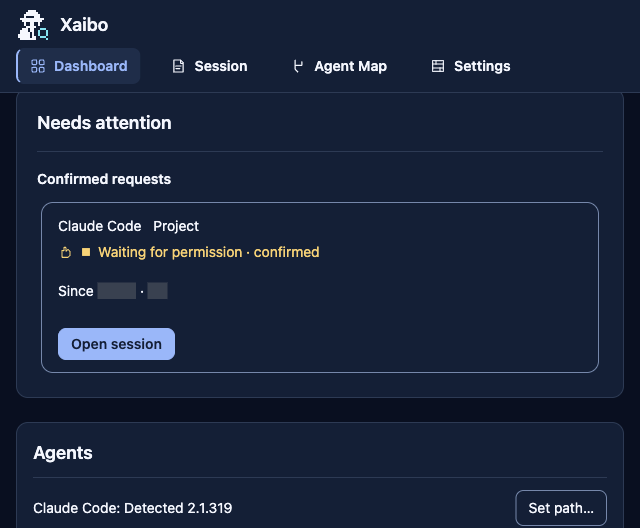 Xaibo
Dashboard Session Agent Map Settings
Needs attention
Confirmed requests
Claude Code Project
Waiting for permission · confirmed
Since ·
Open session
Agents
Claude Code: Detected 2.1.319 Set path...